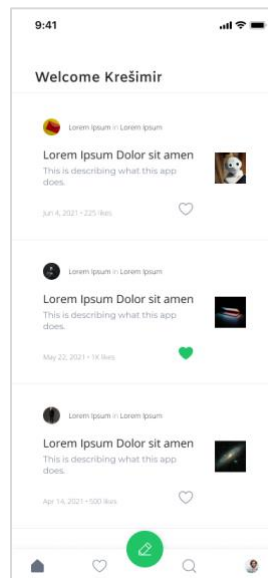 9:41
Welcome Krešimir
Lorem Ipsum in Lorem Ipsum
Lorem Ipsum Dolor sit amen
This is describing what this app
does.
Jun 4, 2021 • 225 likes
Lorem Ipsum in Lorem Ipsum
Lorem Ipsum Dolor sit amen
This is describing what this app
does.
May 22, 2021 • 1K likes
Lorem Ipsum in Lorem Ipsum
Lorem Ipsum Dolor sit amen
This is describing what this app
does.
Apr 14, 2021 • 500 likes